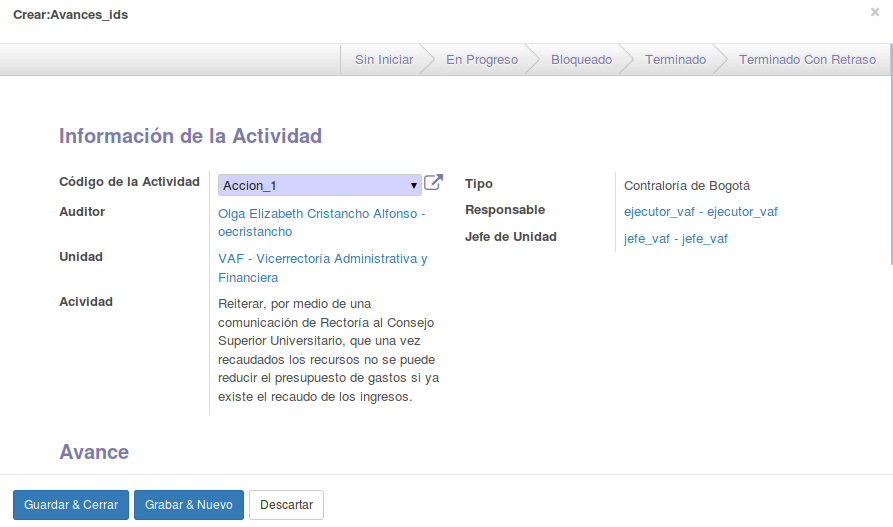 Crear:Avances_ids
×
Sin Iniciar
En Progreso
Bloqueado
Terminado
Terminado Con Retraso
Información de la Actividad
Código de la Actividad
Accion_1
Auditor
Olga Elizabeth Cristancho Alfonso -
oecristancho
Unidad
VAF - Vicerrectoría Administrativa y
Financiera
Acividad
Reiterar, por medio de una
comunicación de Rectoría al Consejo
Superior Universitario, que una vez
recaudados los recursos no se puede
reducir el presupuesto de gastos si ya
existe el recaudo de los ingresos.
Tipo
Contraloría de Bogotá
Responsable
ejecutor_vaf - ejecutor_vaf
Jefe de Unidad
jefe_vaf - jefe_vaf
Avance
Guardar & Cerrar
Grabar & Nuevo
Descartar